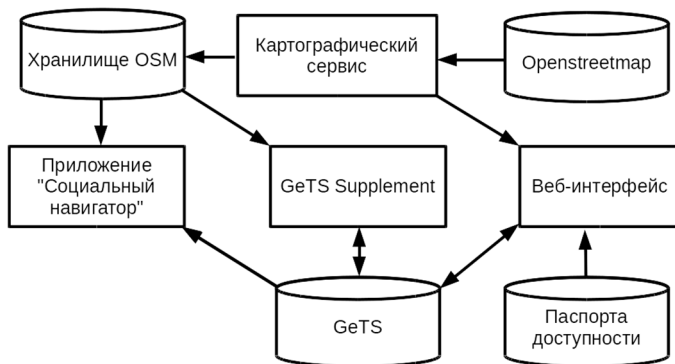 Хранилище OSM
Картографический
сервис
Openstreetmap
Приложение
"Социальный
навигатор"
GeTS Supplement
Веб-интерфейс
GeTS
Паспорта
доступности